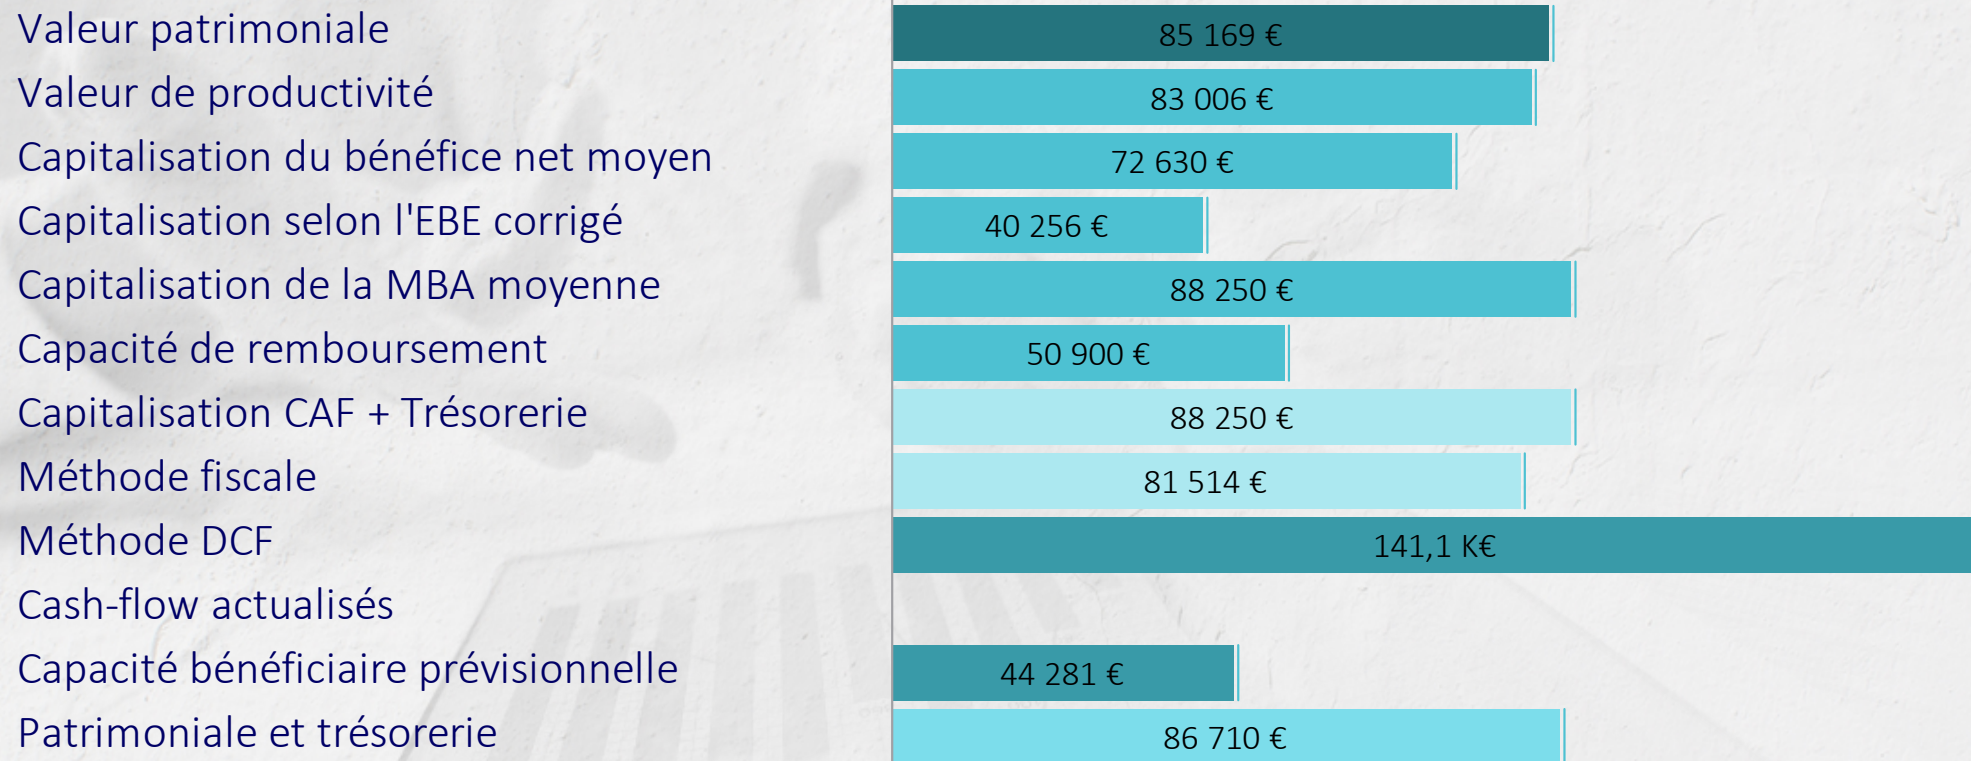 Valeur patrimoniale 85 169 €
Valeur de productivité 83 006 €
Capitalisation du bénéfice net moyen 72 630 €
Capitalisation selon l'EBE corrigé 40 256 €
Capitalisation de la MBA moyenne 88 250 €
Capacité de remboursement 50 900 €
Capitalisation CAF + Trésorerie 88 250 €
Méthode fiscale 81 514 €
Méthode DCF 141,1 K€
Cash-flow actualisés
Capacité bénéficiaire prévisionnelle 44 281 €
Patrimoniale et trésorerie 86 710 €